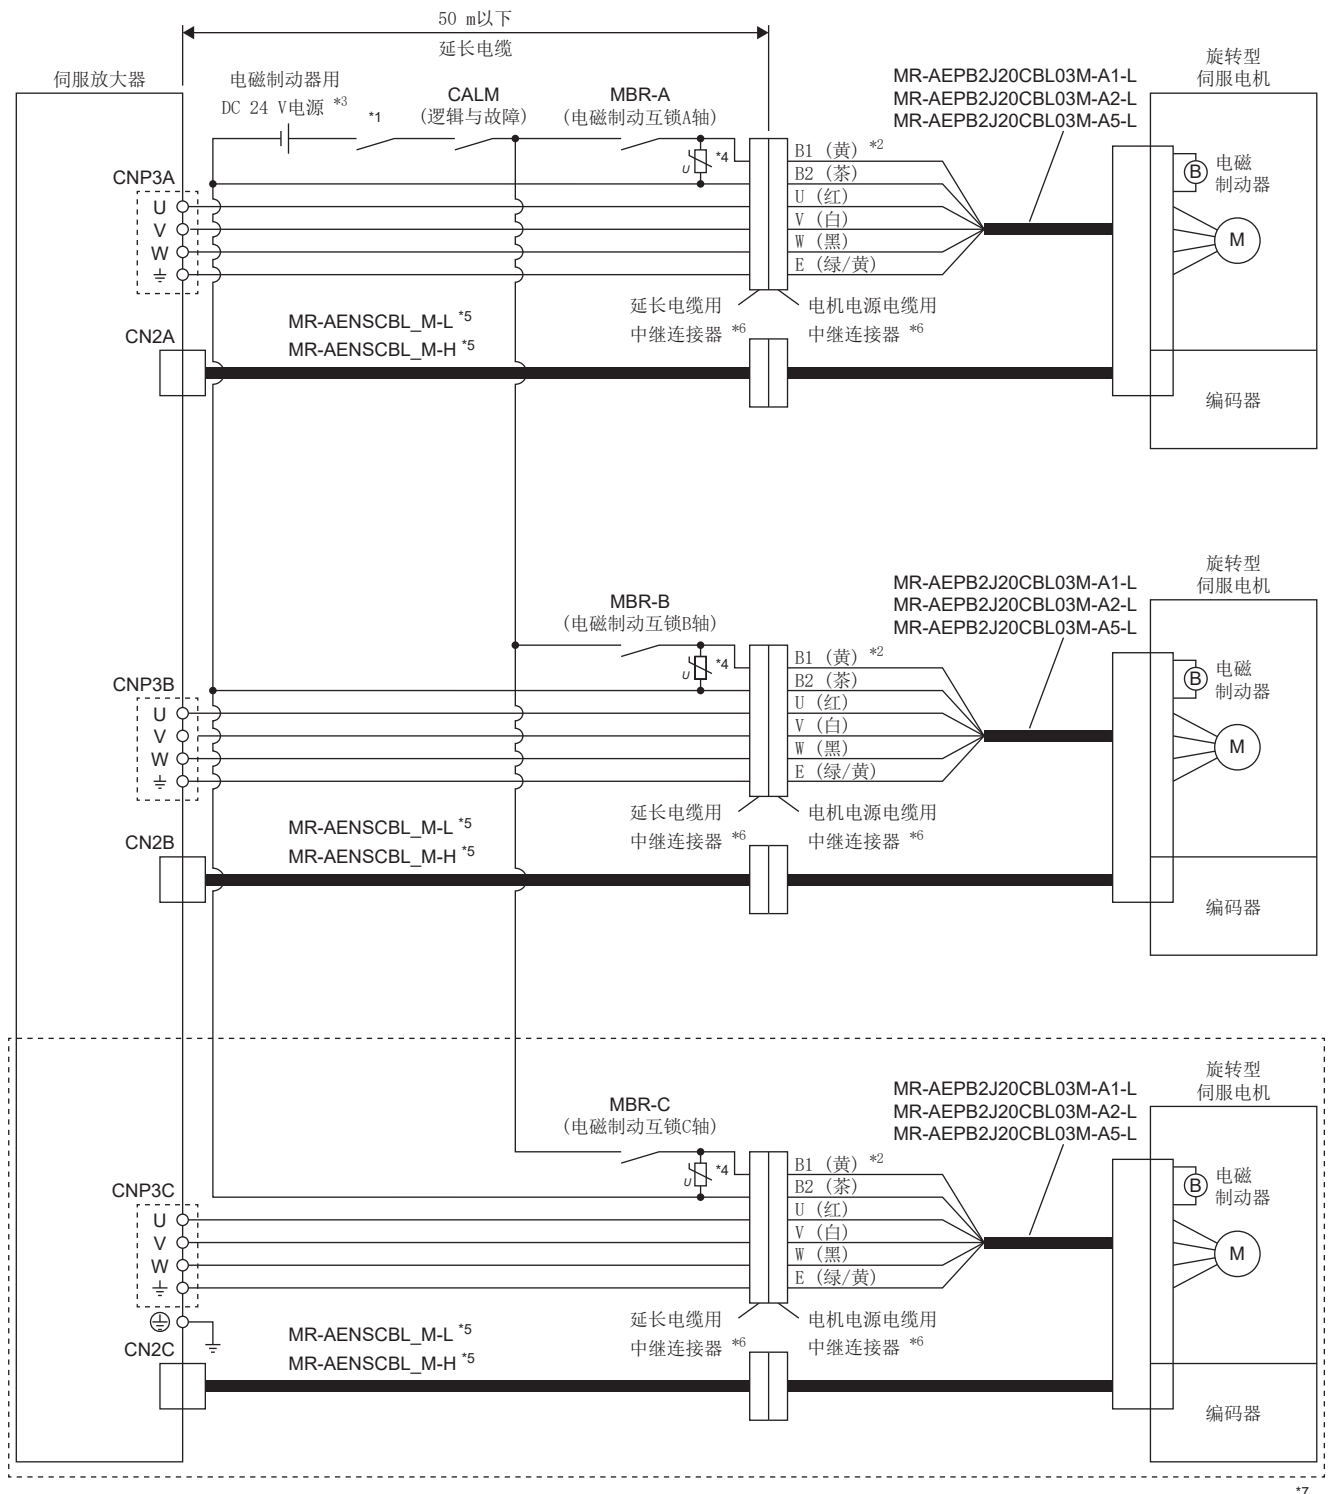 50 m以下
延长电缆
伺服放大器
电磁制动器用
DC 24 V电源 *3
*1
CALM
(逻辑与故障)
MBR-A
(电磁制动互锁A轴)
MR-AEPB2J20CBL03M-A1-L
MR-AEPB2J20CBL03M-A2-L
MR-AEPB2J20CBL03M-A5-L
旋转型
伺服电机
U
*4
B1 (黄) *2
B2 (茶)
U (红)
V (白)
W (黑)
E (绿/黄)
B
电磁
制动器
M
CNP3A
U
V
W
延长电缆用
中继连接器 *6
电机电源电缆用
中继连接器 *6
CN2A
MR-AENSCBL_M-L *5
MR-AENSCBL_M-H *5
编码器
MBR-B
(电磁制动互锁B轴)
MR-AEPB2J20CBL03M-A1-L
MR-AEPB2J20CBL03M-A2-L
MR-AEPB2J20CBL03M-A5-L
旋转型
伺服电机
U
*4
B1 (黄) *2
B2 (茶)
U (红)
V (白)
W (黑)
E (绿/黄)
B
电磁
制动器
M
CNP3B
U
V
W
延长电缆用
中继连接器 *6
电机电源电缆用
中继连接器 *6
CN2B
MR-AENSCBL_M-L *5
MR-AENSCBL_M-H *5
编码器
MBR-C
(电磁制动互锁C轴)
MR-AEPB2J20CBL03M-A1-L
MR-AEPB2J20CBL03M-A2-L
MR-AEPB2J20CBL03M-A5-L
旋转型
伺服电机
U
*4
B1 (黄) *2
B2 (茶)
U (红)
V (白)
W (黑)
E (绿/黄)
B
电磁
制动器
M
CNP3C
U
V
W
延长电缆用
中继连接器 *6
电机电源电缆用
中继连接器 *6
CN2C
MR-AENSCBL_M-L *5
MR-AENSCBL_M-H *5
编码器
*7